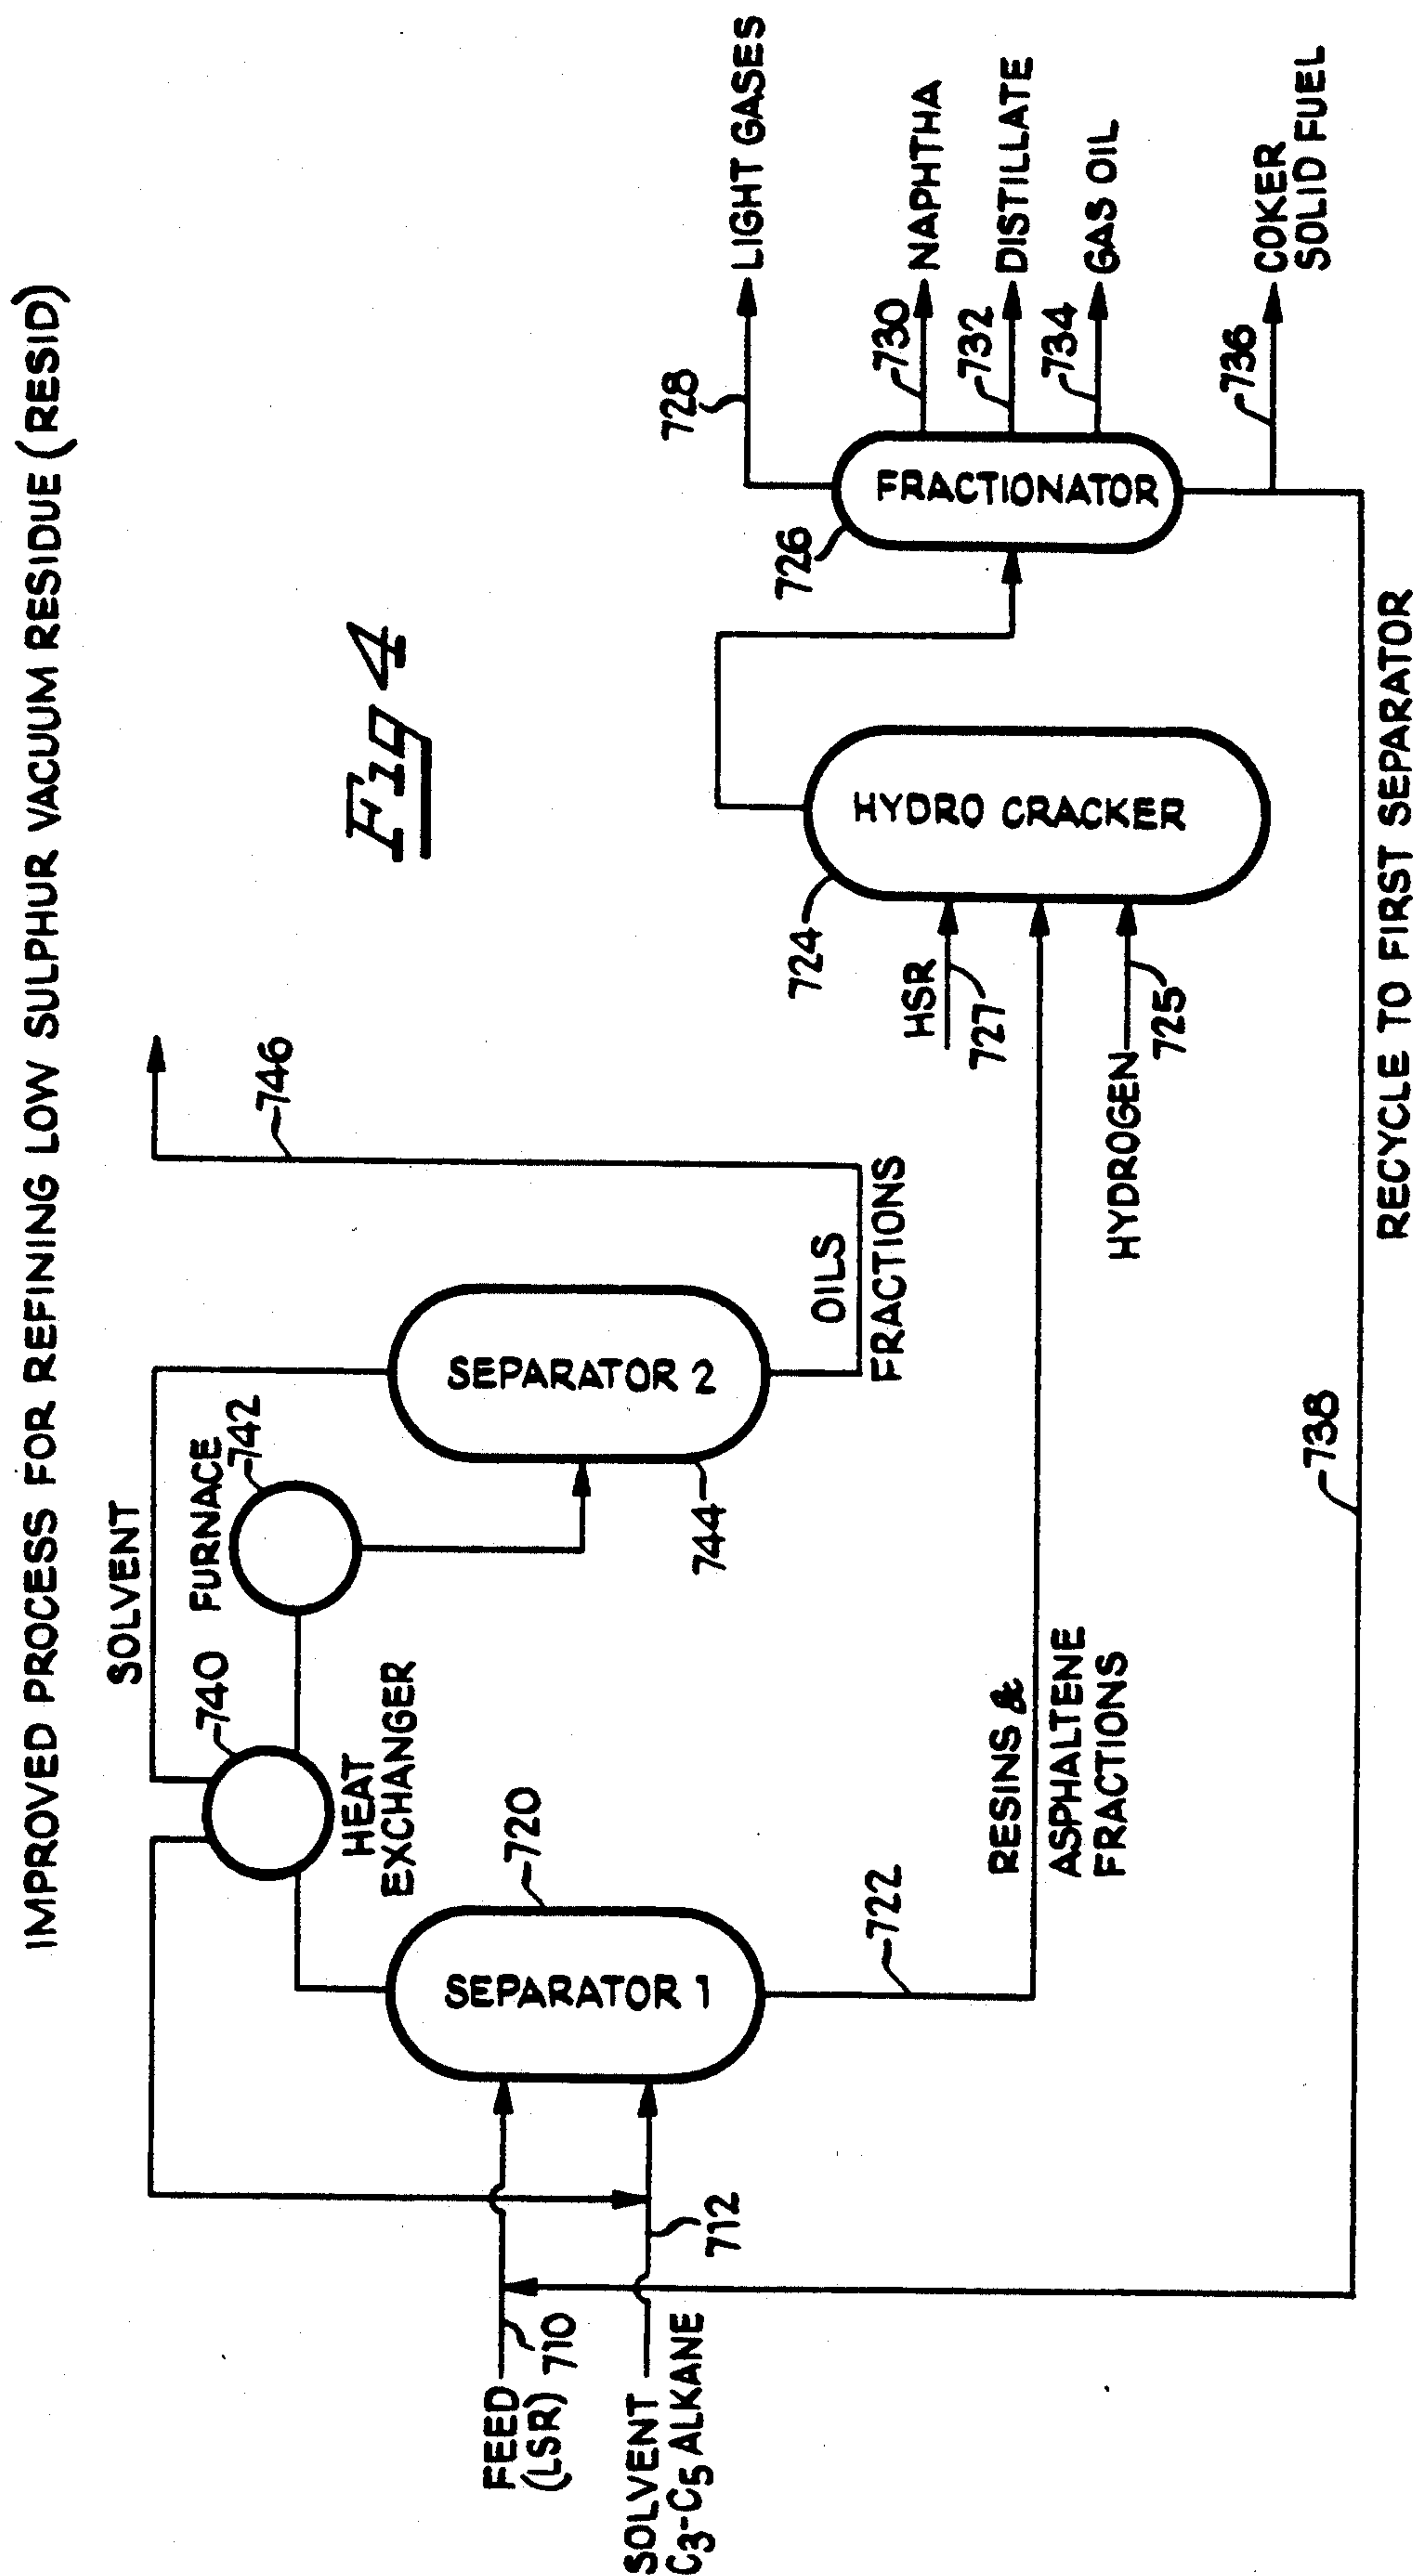 IMPROVED PROCESS FOR REFINING LOW SULPHUR VACUUM RESIDUE (RESID)
Fig 4
SOLVENT
740
FURNACE
742
HEAT
EXCHANGER
746
SEPARATOR 1
720
SEPARATOR 2
744
OILS
FRACTIONS
FEED
(LSR) 710
SOLVENT
C3-C5 ALKANE
712
722
RESINS &
ASPHALTENE
FRACTIONS
HSR
727
HYDROGEN
725
724
HYDRO CRACKER
726
FRACTIONATOR
728
LIGHT GASES
730
NAPHTHA
732
DISTILLATE
734
GAS OIL
736
COKER
SOLID FUEL
738
RECYCLE TO FIRST SEPARATOR